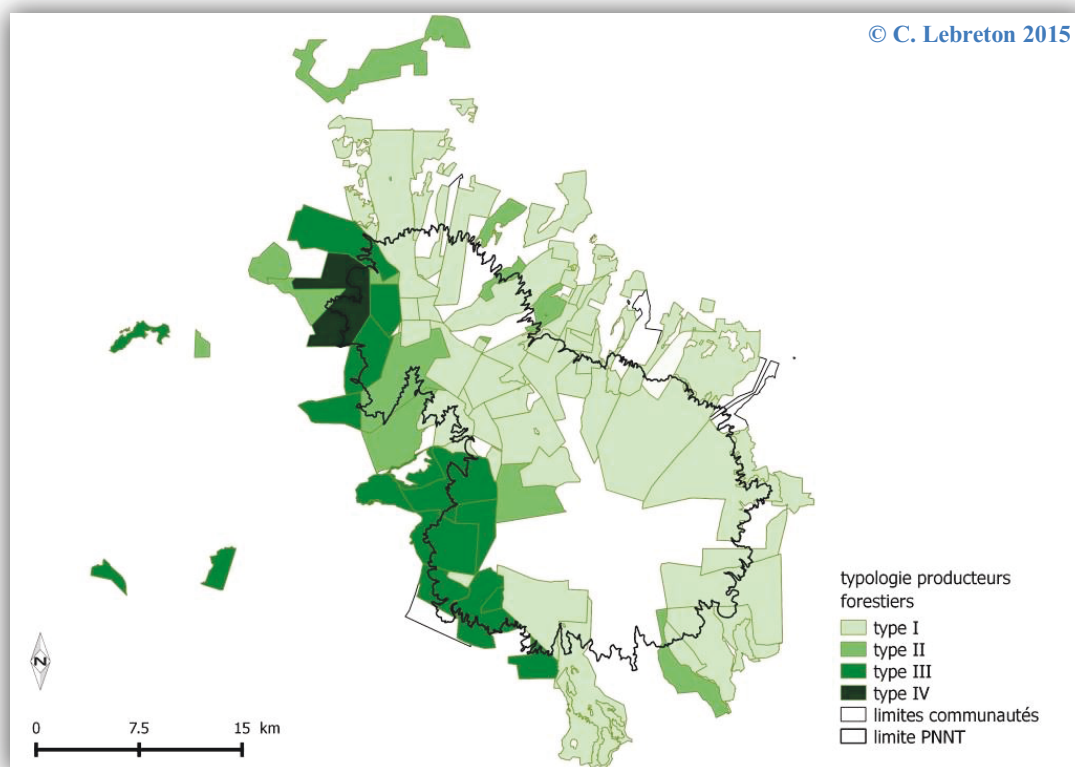 © C. Lebreton 2015
typologie producteurs
forestiers
type I
type II
type III
type IV
limites communautés
limite PNNT
N
0 7.5 15 km